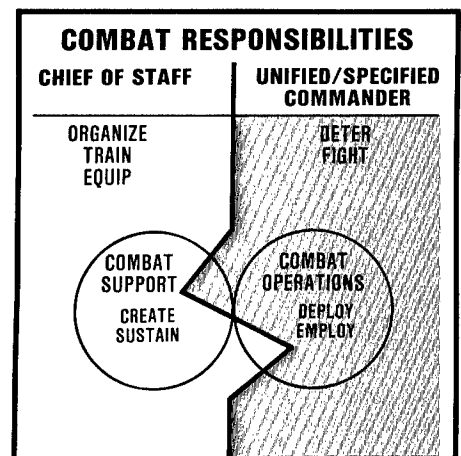 COMBAT RESPONSIBILITIES
CHIEF OF STAFF
UNIFIED/SPECIFIED
COMMANDER
ORGANIZE
TRAIN
EQUIP
DETER
FIGHT
COMBAT
SUPPORT
CREATE
SUSTAIN
COMBAT
OPERATIONS
DEPLOY
EMPLOY